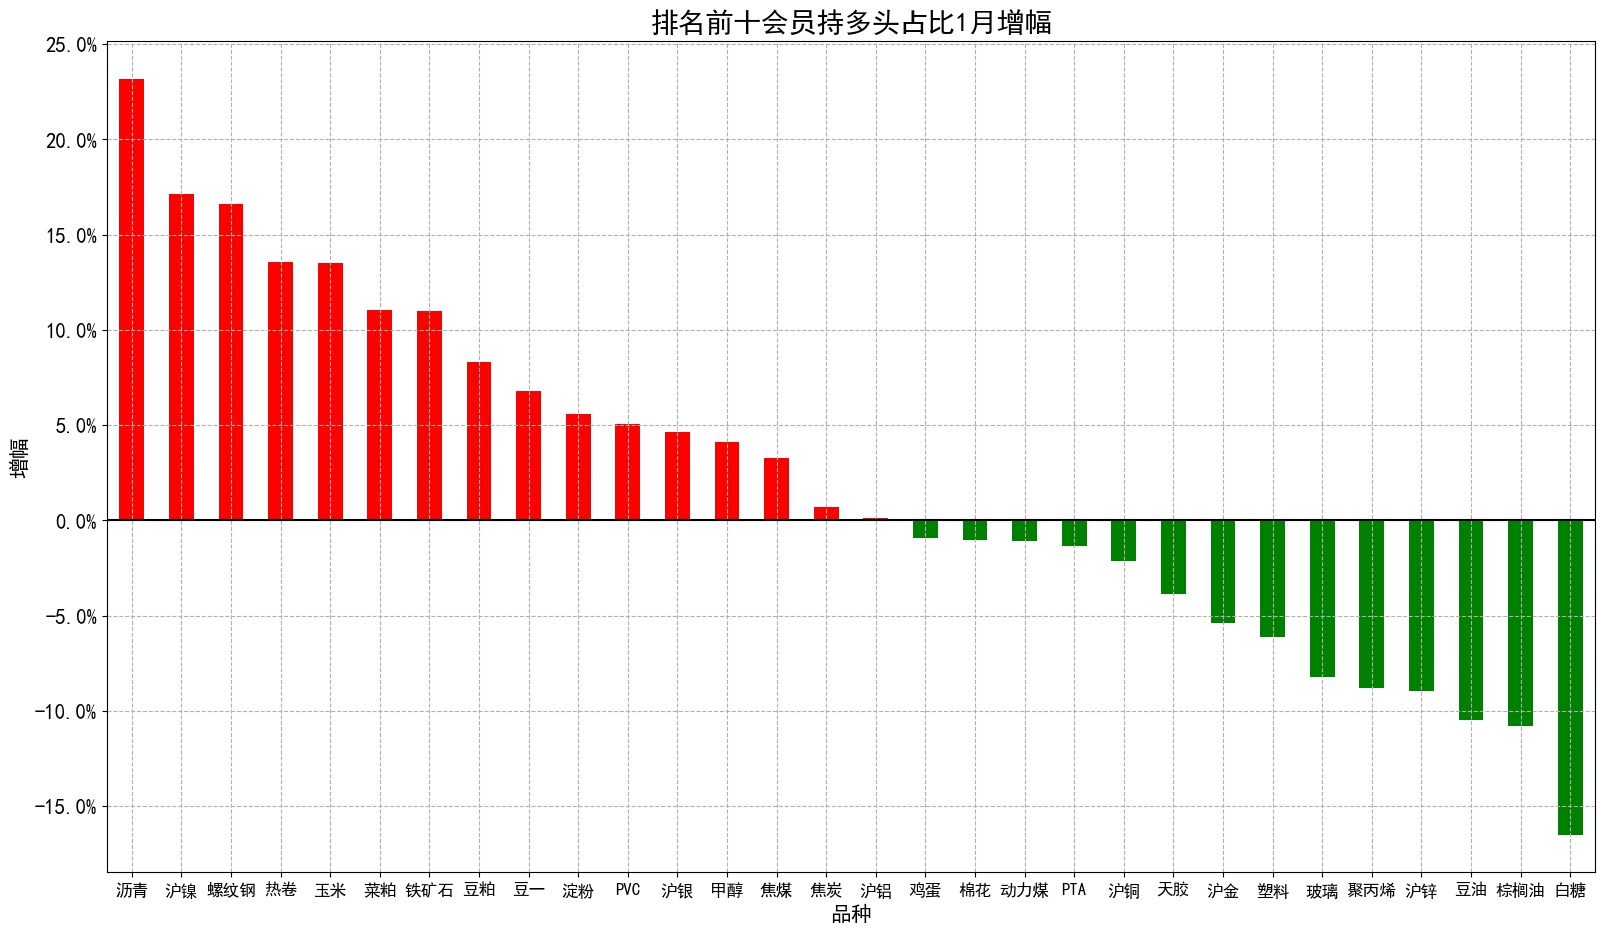 排名前十会员持多头占比1月增幅
25.0%
20.0%
15.0%
10.0%
5.0%
0.0%
−5.0%
−10.0%
−15.0%
增幅
沥青 沪镍 螺纹钢 热卷 玉米 菜粕 铁矿石 豆粕 豆一 淀粉 PVC 沪银 甲醇 焦煤 焦炭 沪铝 鸡蛋 棉花 动力煤 PTA 沪铜 天胶 沪金 塑料 玻璃 聚丙烯 沪锌 豆油 棕榈油 白糖
品种